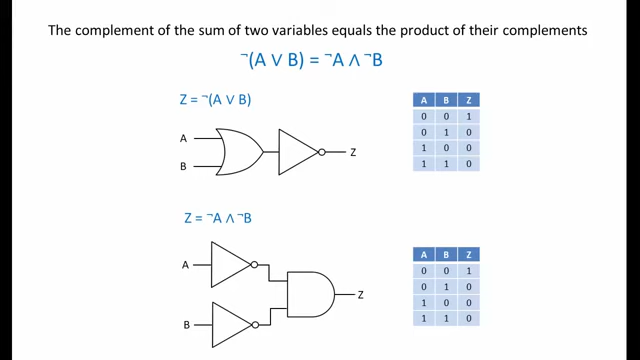 The complement of the sum of two variables equals the product of their complements
¬(A ∨ B) = ¬A ∧ ¬B
Z = ¬(A ∨ B)
A
B
Z
A B Z
0 0 1
0 1 0
1 0 0
1 1 0
Z = ¬A ∧ ¬B
A
B
Z
A B Z
0 0 1
0 1 0
1 0 0
1 1 0